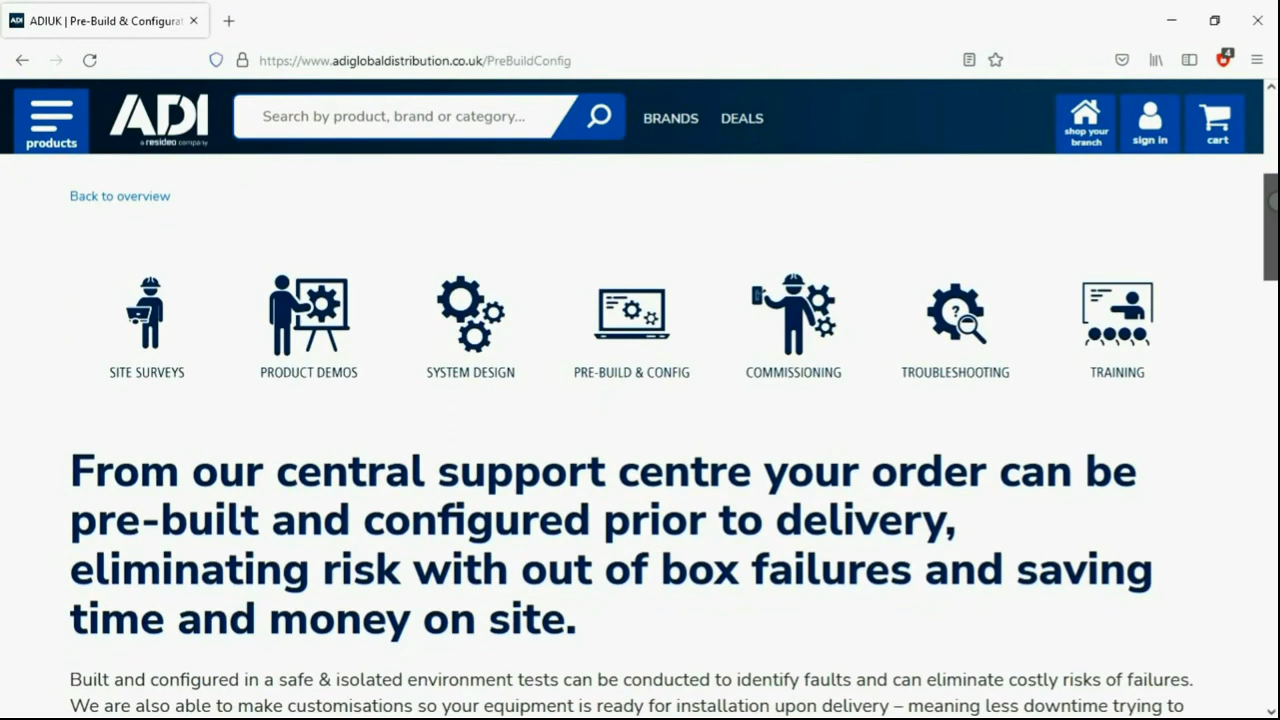 ADI ADIUK | Pre-Build & Configurat
4
https://www.adiglobaldistribution.co.uk/PreBuildConfig
products
ADI
a resideo company
Search by product, brand or category...
BRANDS
DEALS
shop your
branch
sign in
cart
Back to overview
?
SITE SURVEYS
PRODUCT DEMOS
SYSTEM DESIGN
PRE-BUILD & CONFIG
COMMISSIONING
TROUBLESHOOTING
TRAINING
From our central support centre your order can be
pre-built and configured prior to delivery,
eliminating risk with out of box failures and saving
time and money on site.
Built and configured in a safe & isolated environment tests can be conducted to identify faults and can eliminate costly risks of failures.
We are also able to make customisations so your equipment is ready for installation upon delivery – meaning less downtime trying to